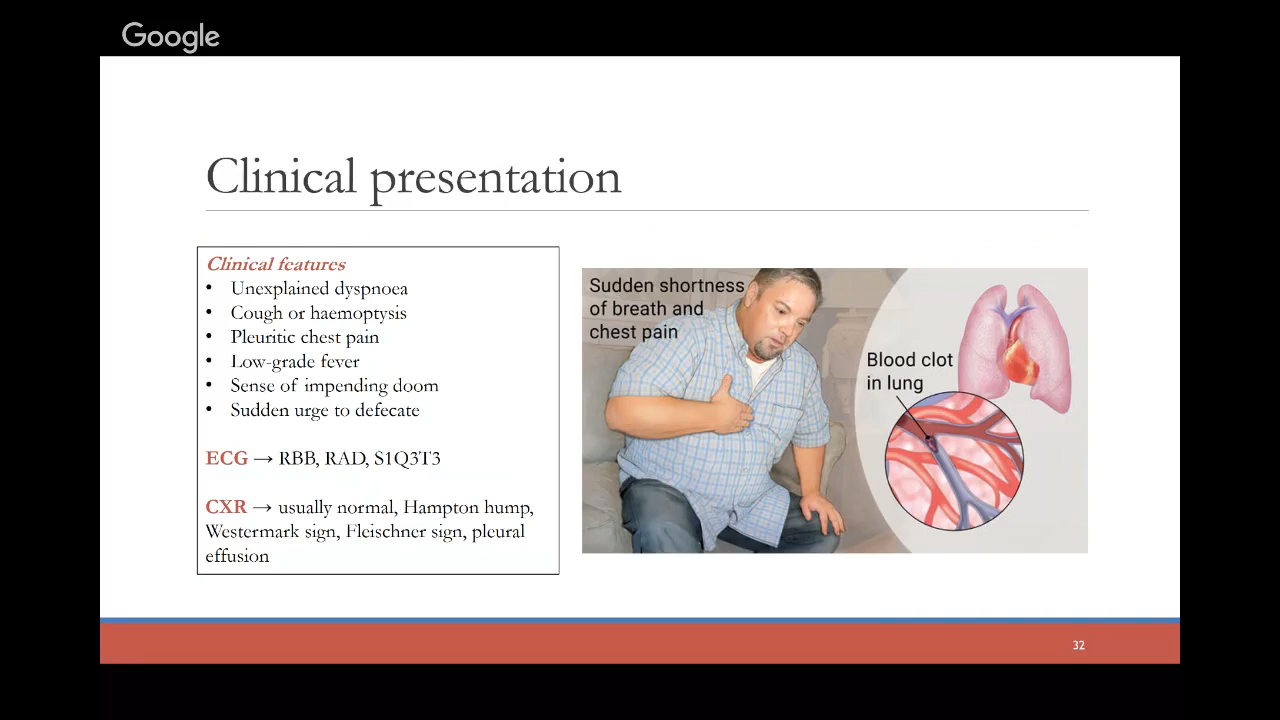 Google
Clinical presentation
Clinical features
• Unexplained dyspnoea
• Cough or haemoptysis
• Pleuritic chest pain
• Low-grade fever
• Sense of impending doom
• Sudden urge to defecate
ECG → RBB, RAD, S1Q3T3
CXR → usually normal, Hampton hump,
Westermark sign, Fleischner sign, pleural
effusion
Sudden shortness
of breath and
chest pain
Blood clot
in lung
32